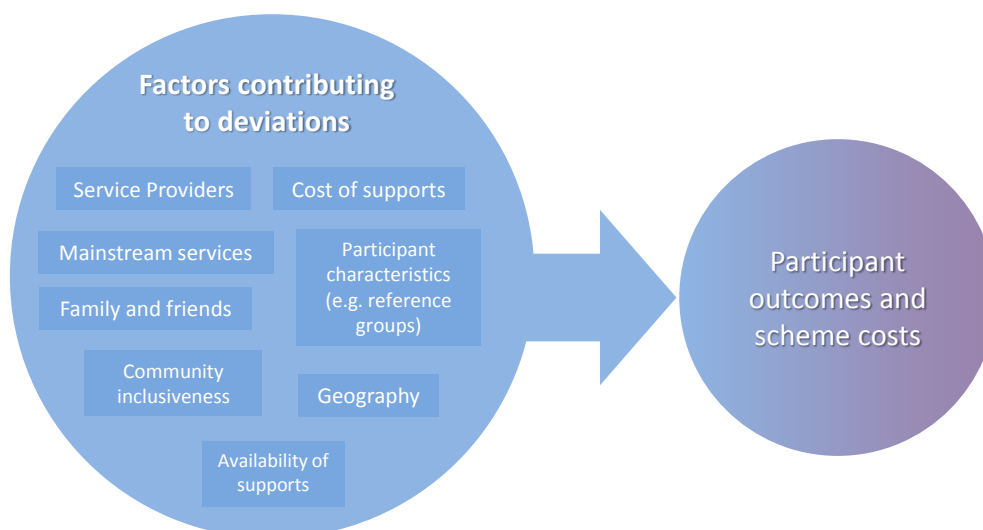 Factors contributing
to deviations
Service Providers
Cost of supports
Mainstream services
Participant
characteristics
(e.g. reference
groups)
Family and friends
Community
inclusiveness
Geography
Availability of
supports
Participant
outcomes and
scheme costs